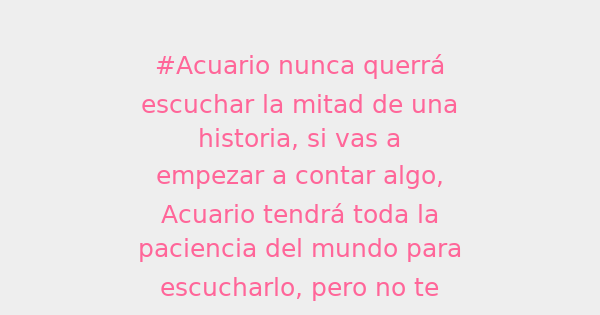 #Acuario nunca querrá
escuchar la mitad de una
historia, si vas a
empezar a contar algo,
Acuario tendrá toda la
paciencia del mundo para
escucharlo, pero no te